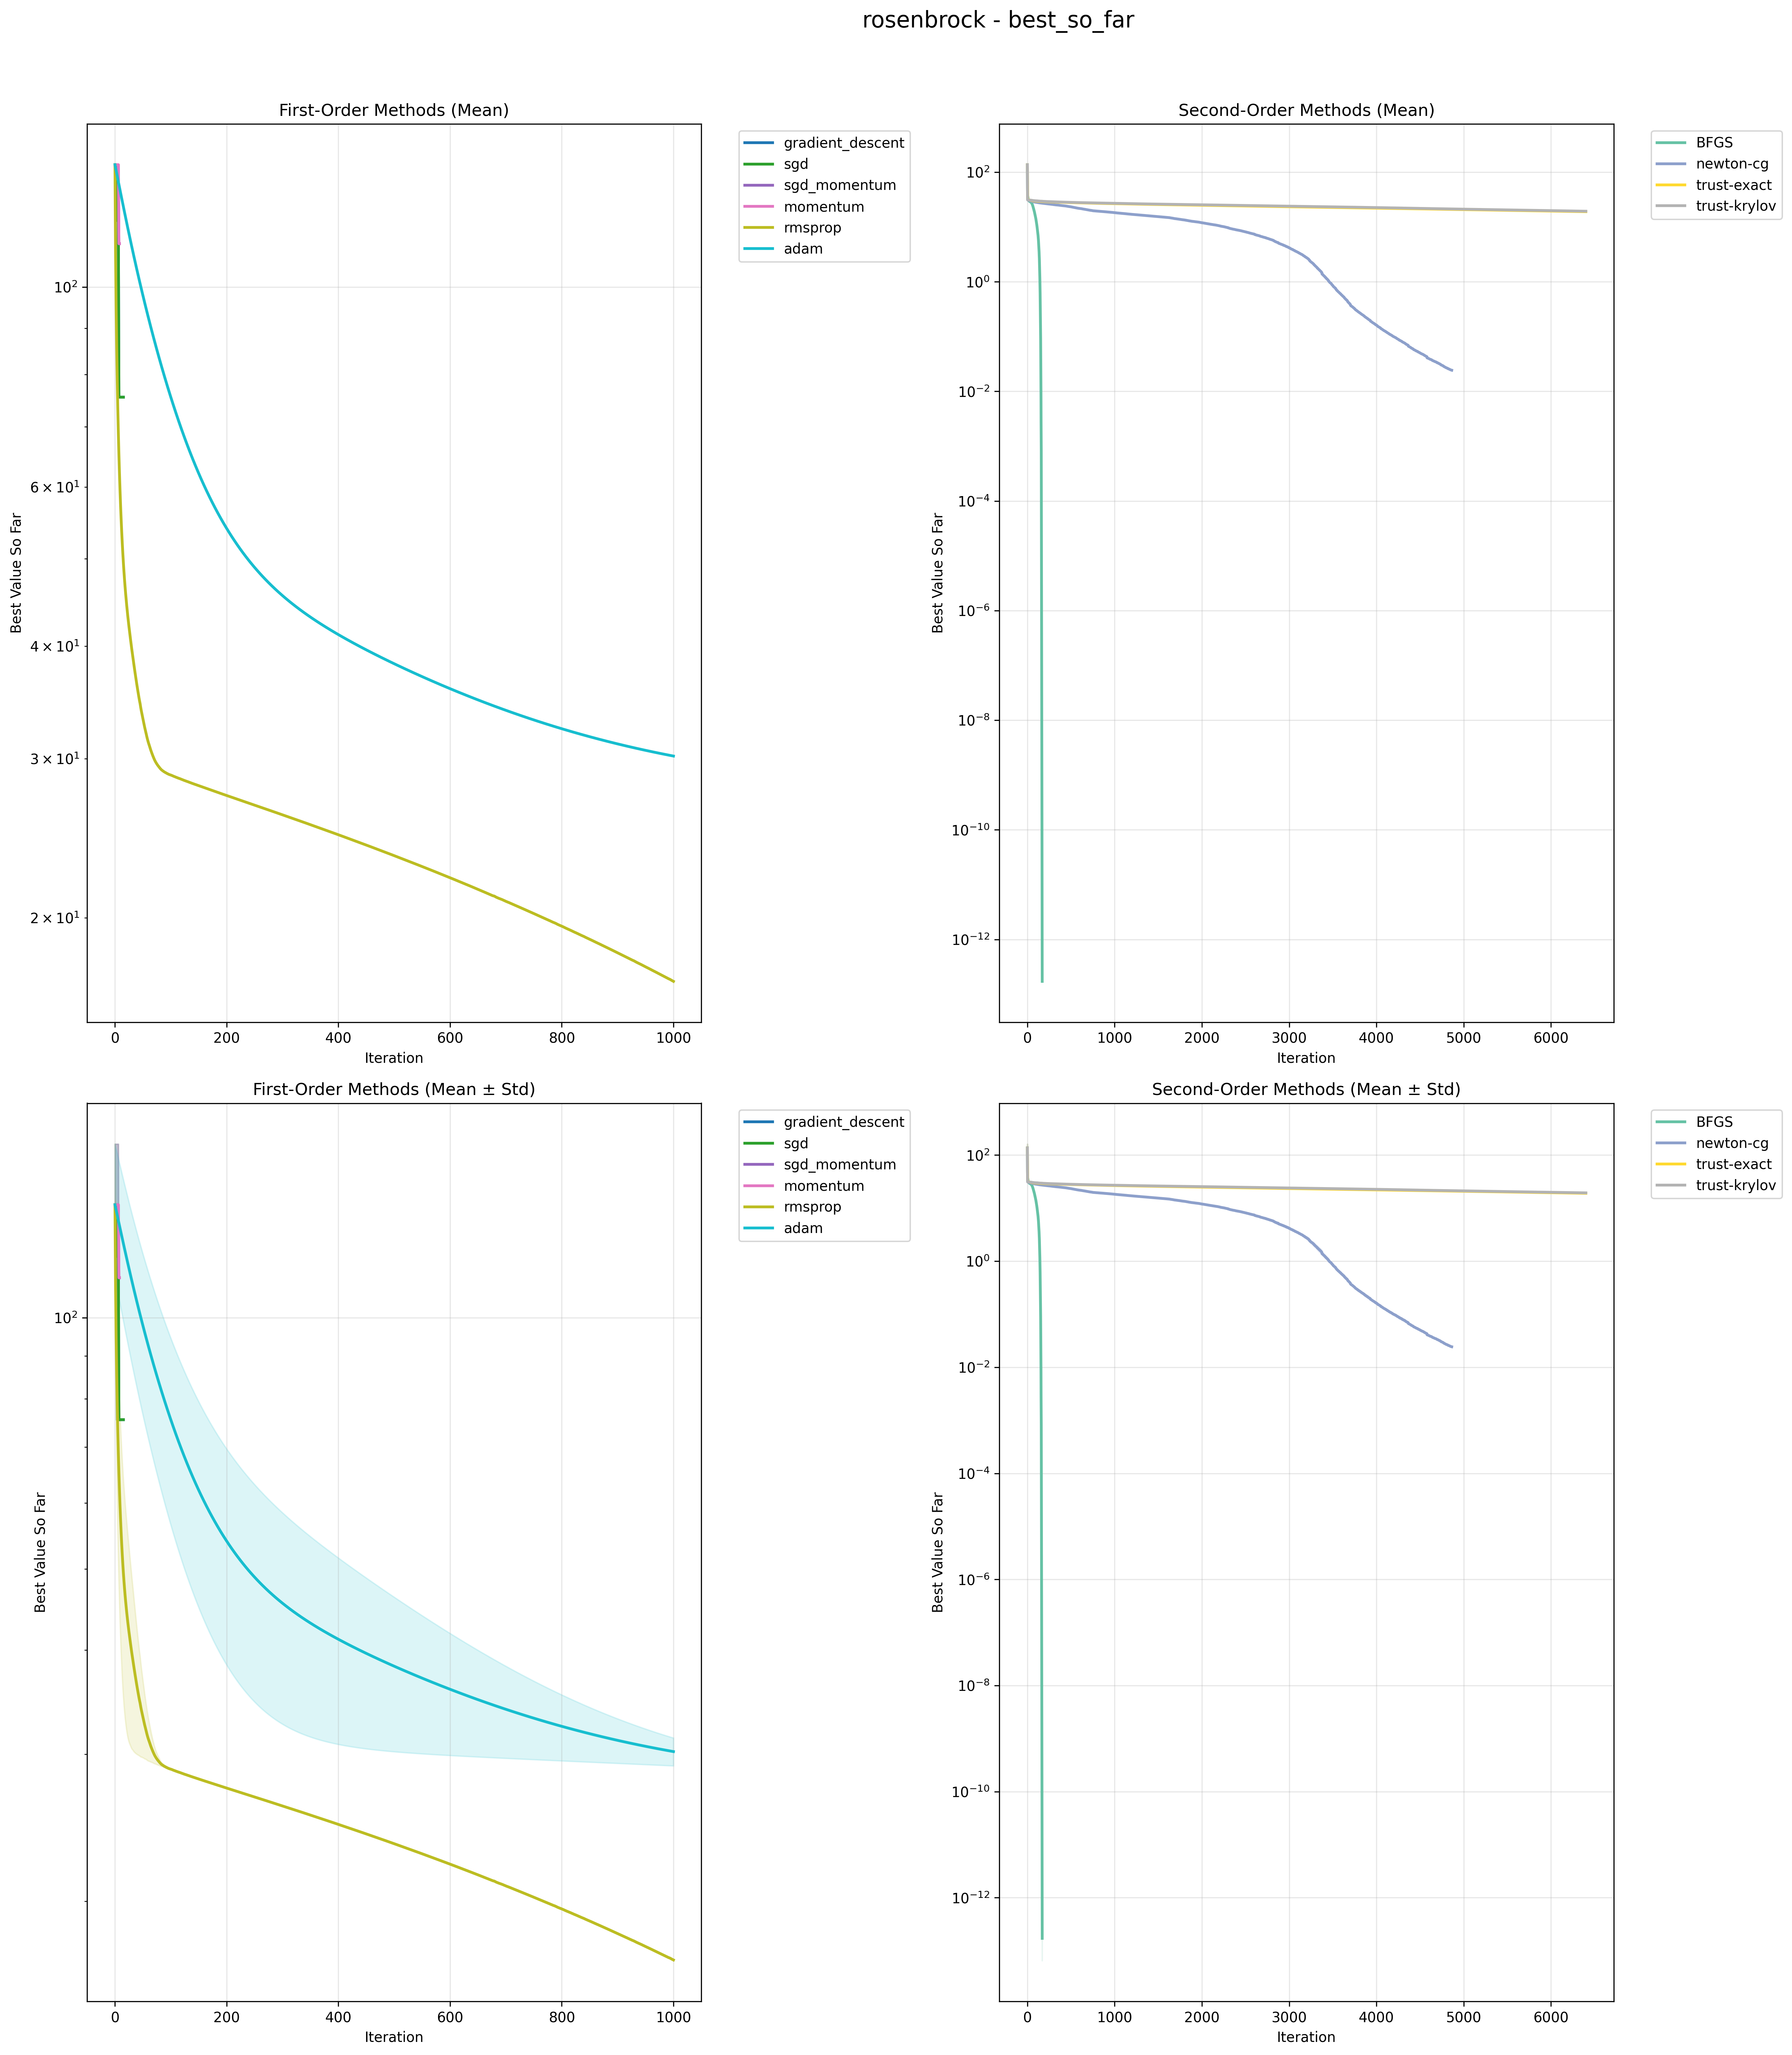 rosenbrock - best_so_far
First-Order Methods (Mean)
Best Value So Far
10²
6 × 10¹
4 × 10¹
3 × 10¹
2 × 10¹
0 200 400 600 800 1000
Iteration
gradient_descent
sgd
sgd_momentum
momentum
rmsprop
adam
Second-Order Methods (Mean)
Best Value So Far
10²
10⁰
10⁻²
10⁻⁴
10⁻⁶
10⁻⁸
10⁻¹⁰
10⁻¹²
0 1000 2000 3000 4000 5000 6000
Iteration
BFGS
newton-cg
trust-exact
trust-krylov
First-Order Methods (Mean ± Std)
Best Value So Far
10²
0 200 400 600 800 1000
Iteration
gradient_descent
sgd
sgd_momentum
momentum
rmsprop
adam
Second-Order Methods (Mean ± Std)
Best Value So Far
10²
10⁰
10⁻²
10⁻⁴
10⁻⁶
10⁻⁸
10⁻¹⁰
10⁻¹²
0 1000 2000 3000 4000 5000 6000
Iteration
BFGS
newton-cg
trust-exact
trust-krylov